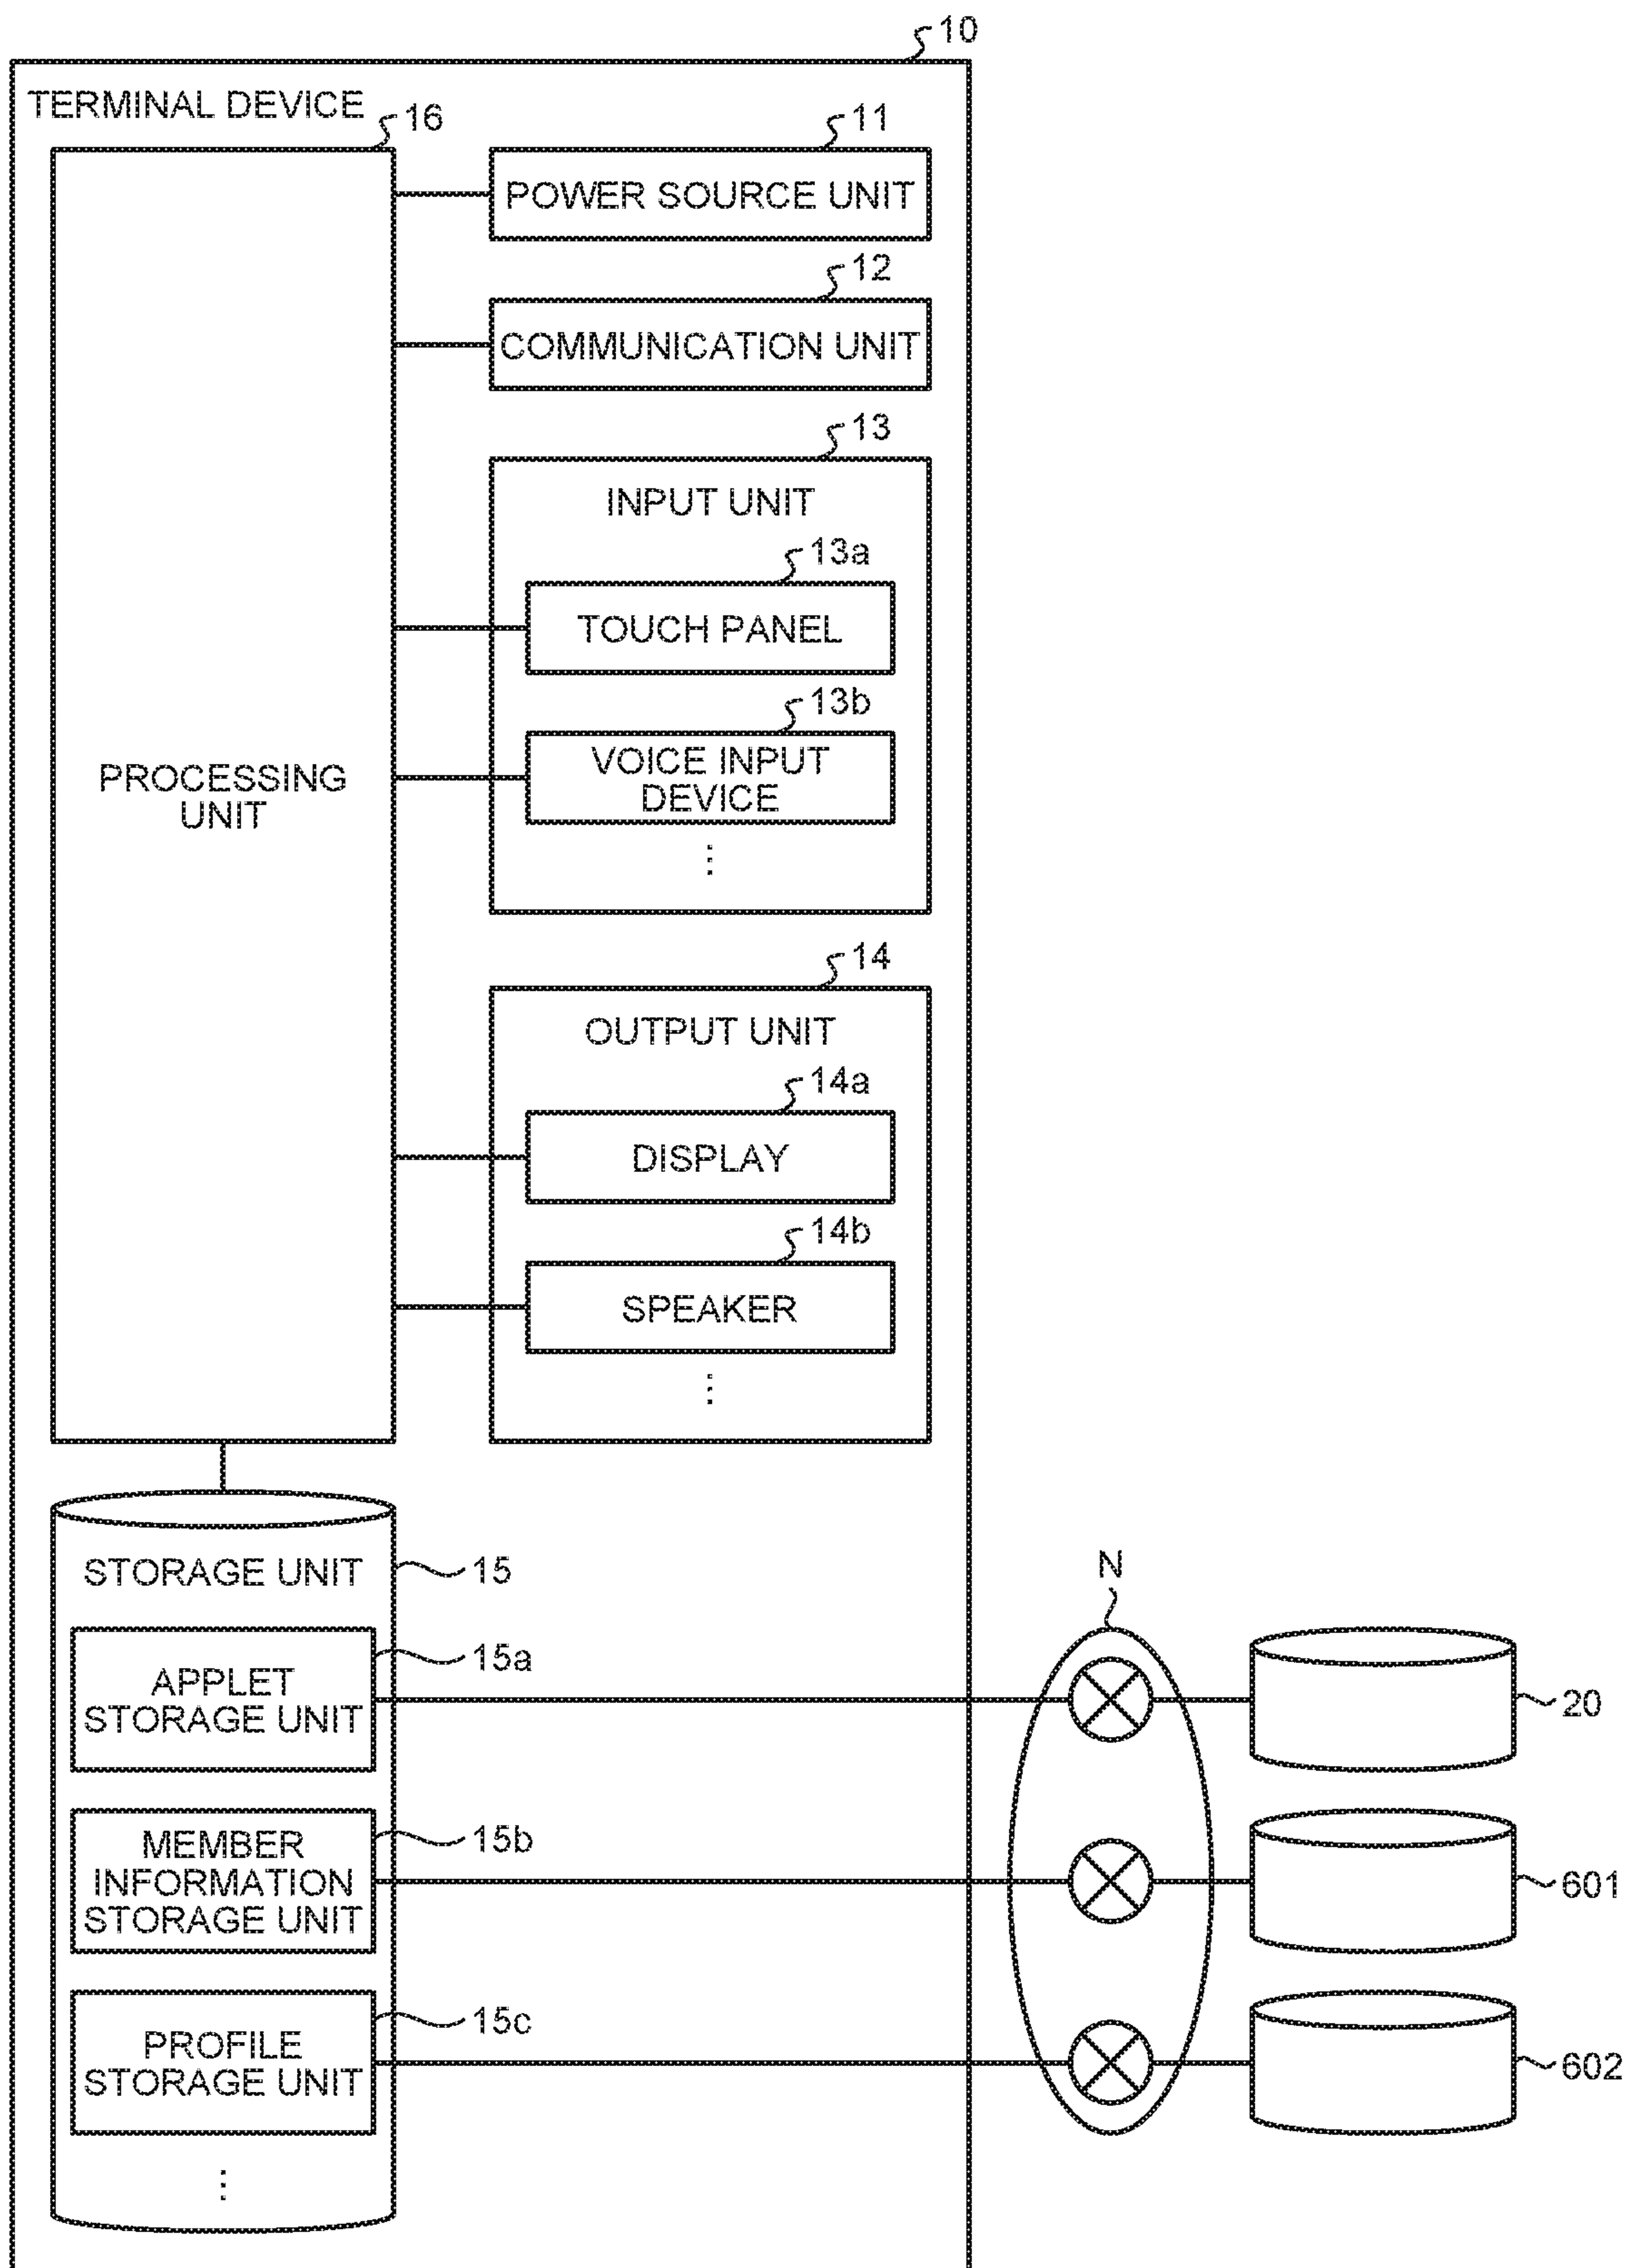 10
TERMINAL DEVICE
16
11
POWER SOURCE UNIT
12
COMMUNICATION UNIT
13
INPUT UNIT
13a
TOUCH PANEL
13b
VOICE INPUT
DEVICE
PROCESSING
UNIT
14
OUTPUT UNIT
14a
DISPLAY
14b
SPEAKER
STORAGE UNIT
15
N
APPLET
STORAGE UNIT
15a
20
MEMBER
INFORMATION
STORAGE UNIT
15b
601
PROFILE
STORAGE UNIT
15c
602